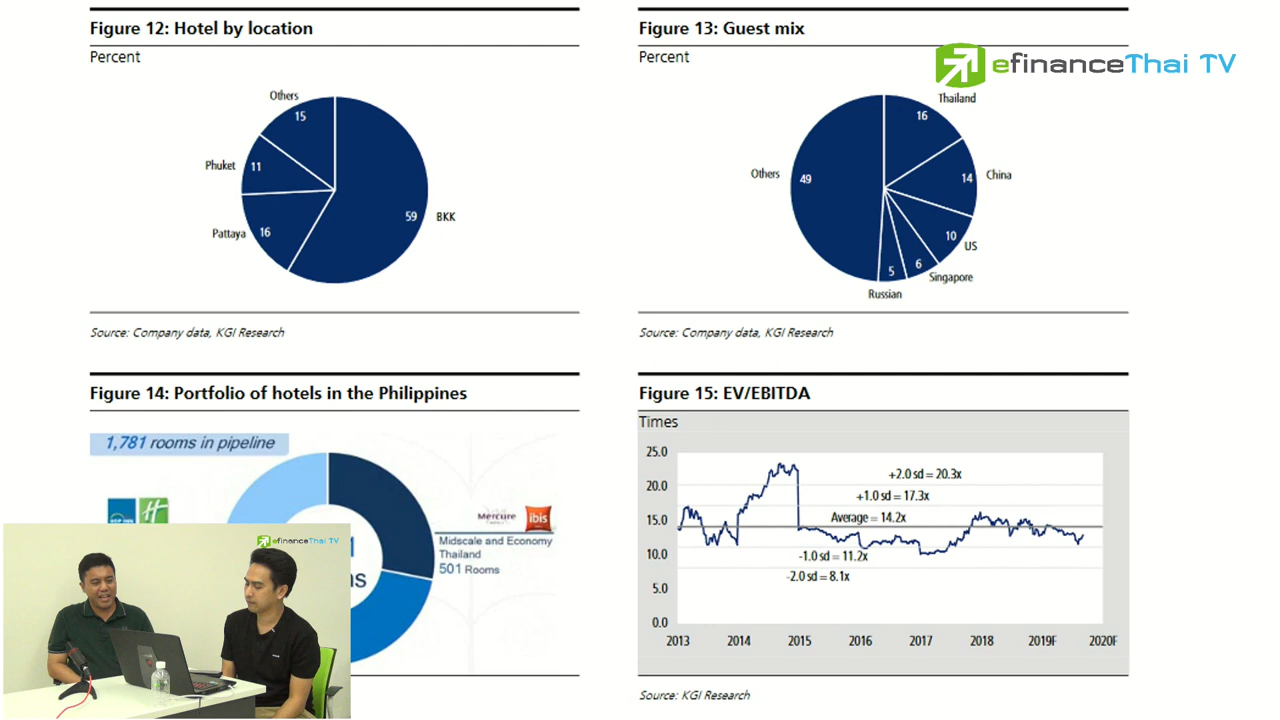 Figure 12: Hotel by location
Percent
Others
15
Phuket
11
Pattaya
16
59
BKK
Source: Company data, KGI Research
Figure 13: Guest mix
Percent
efinanceThai TV
Thailand
16
China
14
US
10
Singapore
6
Russian
5
Others
49
Source: Company data, KGI Research
Figure 14: Portfolio of hotels in the Philippines
1,781 rooms in pipeline
H
Mercure
ibis
Midscale and Economy
Thailand
501 Rooms
efinanceThai TV
Figure 15: EV/EBITDA
Times
25.0
20.0
15.0
10.0
5.0
0.0
+2.0 sd = 20.3x
+1.0 sd = 17.3x
Average = 14.2x
-1.0 sd = 11.2x
-2.0 sd = 8.1x
2013 2014 2015 2016 2017 2018 2019F 2020F
Source: KGI Research